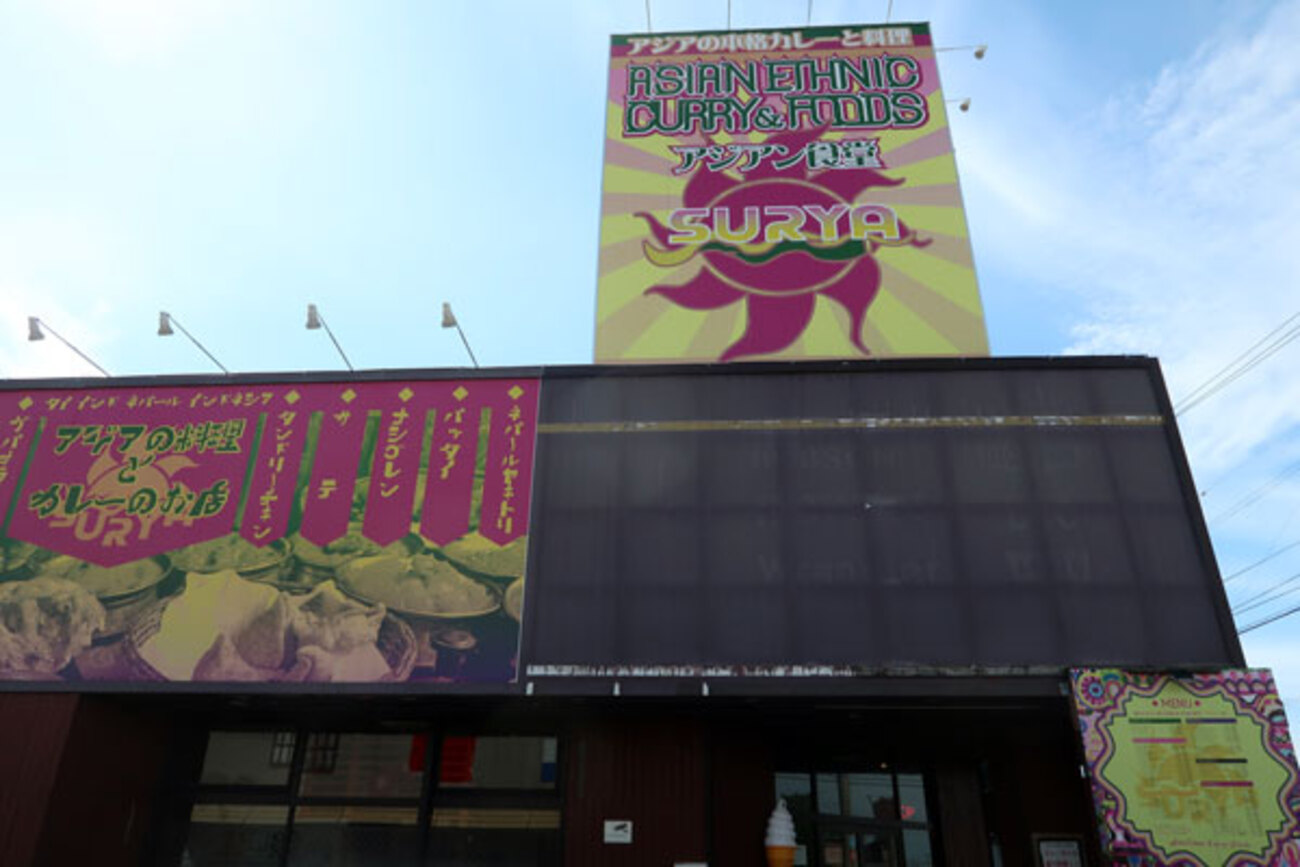 アジアの本格カレーと料理
ASIAN ETHNIC
CURRY & FOODS
アジアン食堂
SURYA
タイ インド ネパール インドネシア
アジアの料理
と
カレーのお店
SURYA
タンドリーチキン
サテ
ナシゴレン
パッタイ
ネパールセットリ
MENU
SURYA